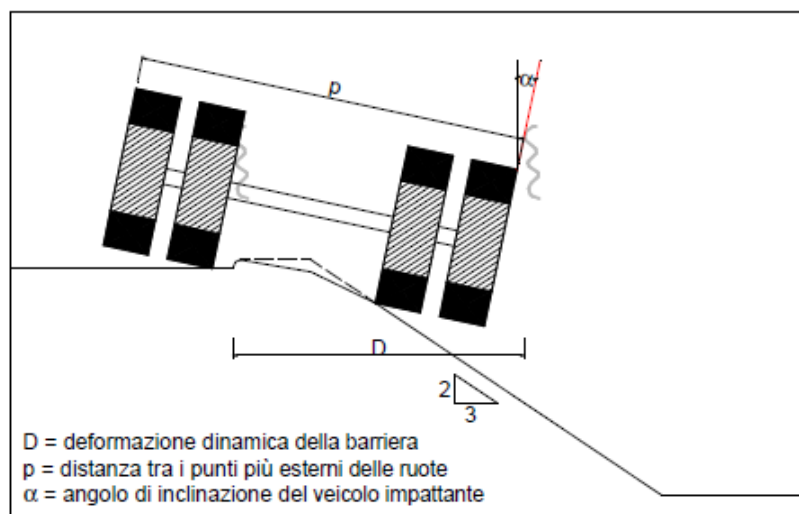 p
α
D
2
3
D = deformazione dinamica della barriera
p = distanza tra i punti più esterni delle ruote
α = angolo di inclinazione del veicolo impattante